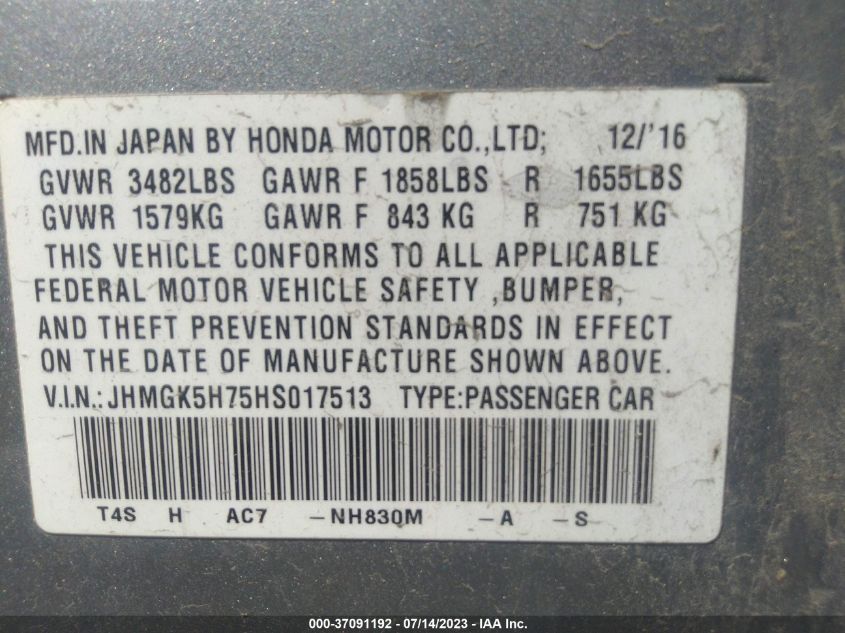 MFD.IN JAPAN BY HONDA MOTOR CO.,LTD; 12/'16
GVWR 3482LBS GAWR F 1858LBS R 1655LBS
GVWR 1579KG GAWR F 843 KG R 751 KG
THIS VEHICLE CONFORMS TO ALL APPLICABLE
FEDERAL MOTOR VEHICLE SAFETY ,BUMPER,
AND THEFT PREVENTION STANDARDS IN EFFECT
ON THE DATE OF MANUFACTURE SHOWN ABOVE.
V.I.N.:JHMGK5H75HS017513 TYPE:PASSENGER CAR
T4S H AC7 -NH830M -A -S
000-37091192 - 07/14/2023 - IAA Inc.